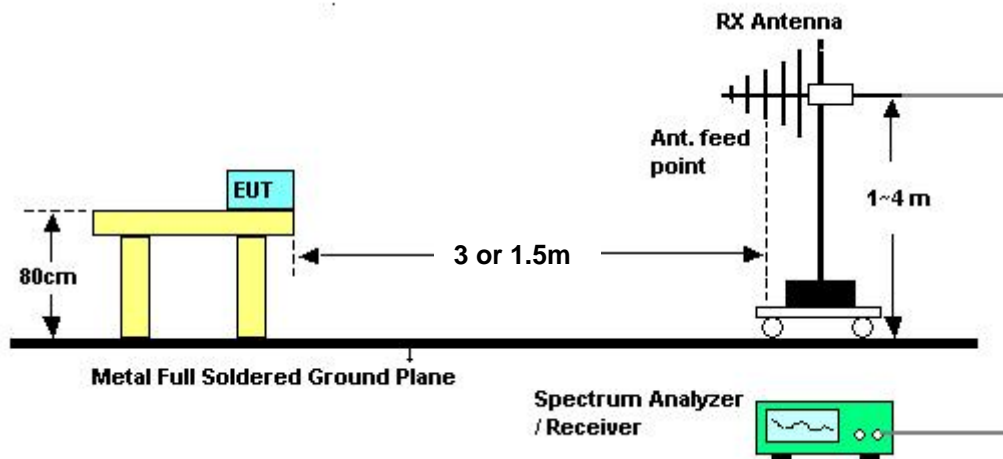 RX Antenna
Ant. feed
point
EUT
1~4 m
3 or 1.5m
80cm
Metal Full Soldered Ground Plane
Spectrum Analyzer
/ Receiver